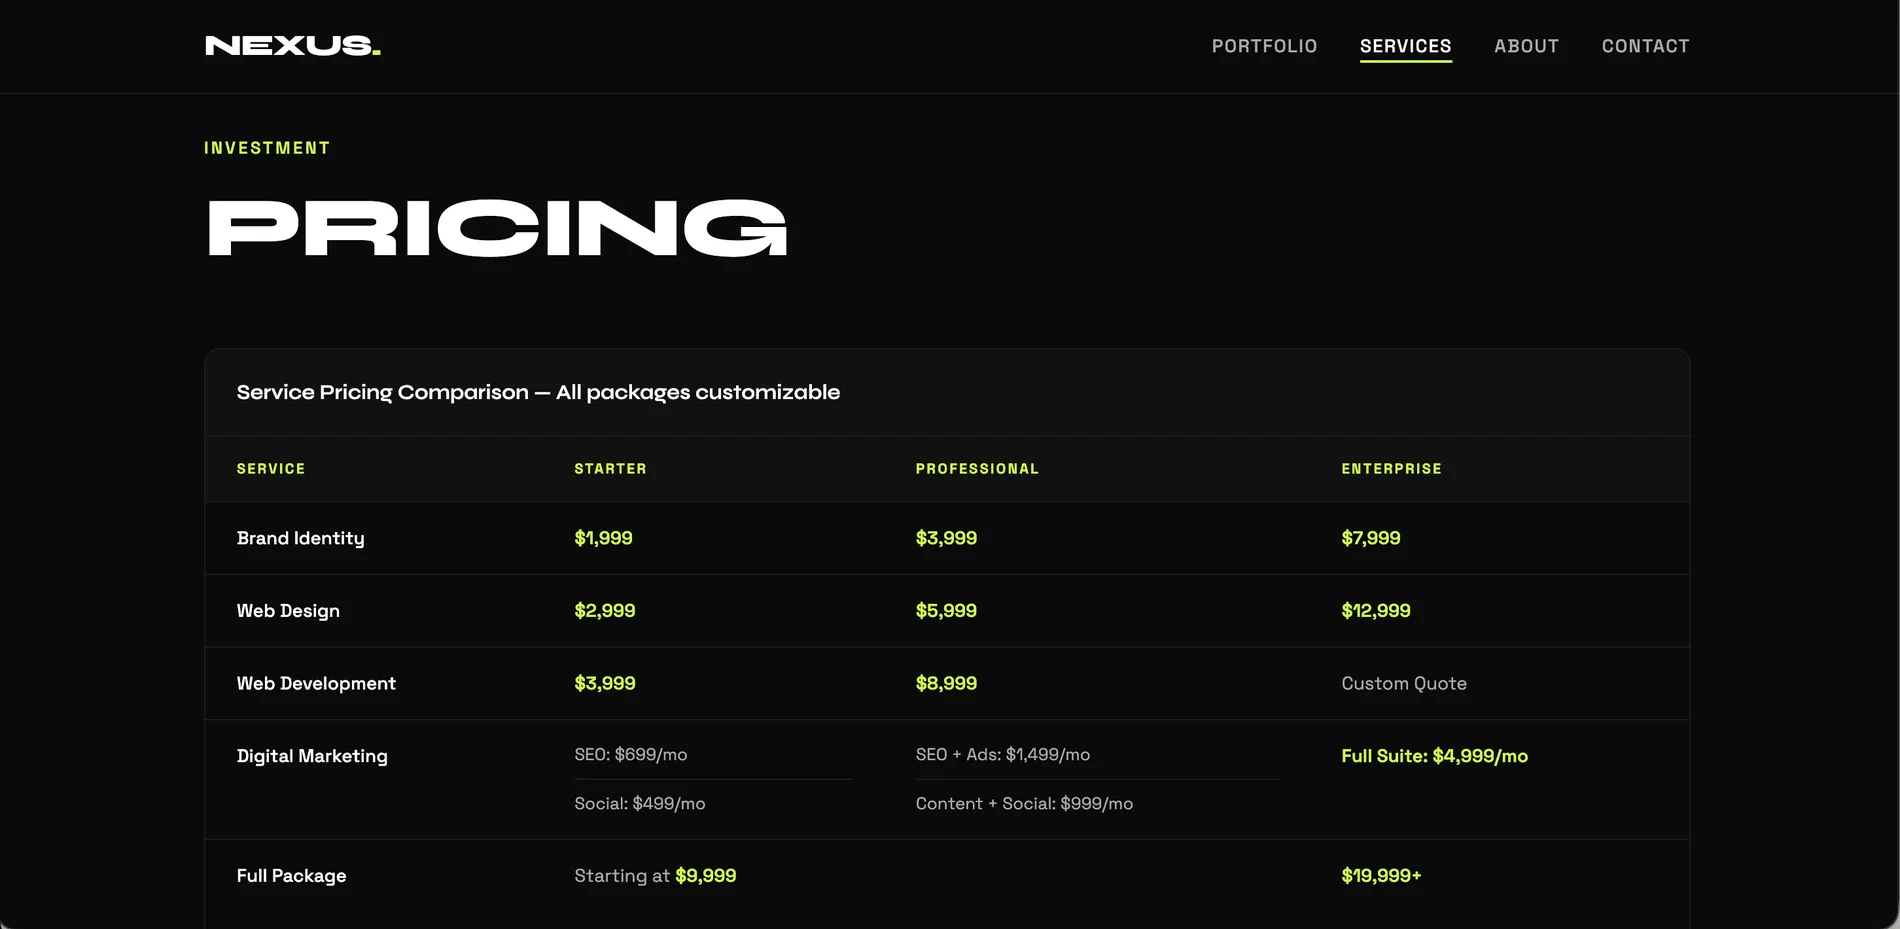 NEXUS.
PORTFOLIO SERVICES ABOUT CONTACT
INVESTMENT
PRICING
Service Pricing Comparison — All packages customizable
SERVICE STARTER PROFESSIONAL ENTERPRISE
Brand Identity $1,999 $3,999 $7,999
Web Design $2,999 $5,999 $12,999
Web Development $3,999 $8,999 Custom Quote
Digital Marketing SEO: $699/mo SEO + Ads: $1,499/mo Full Suite: $4,999/mo
Social: $499/mo Content + Social: $999/mo
Full Package Starting at $9,999 $19,999+